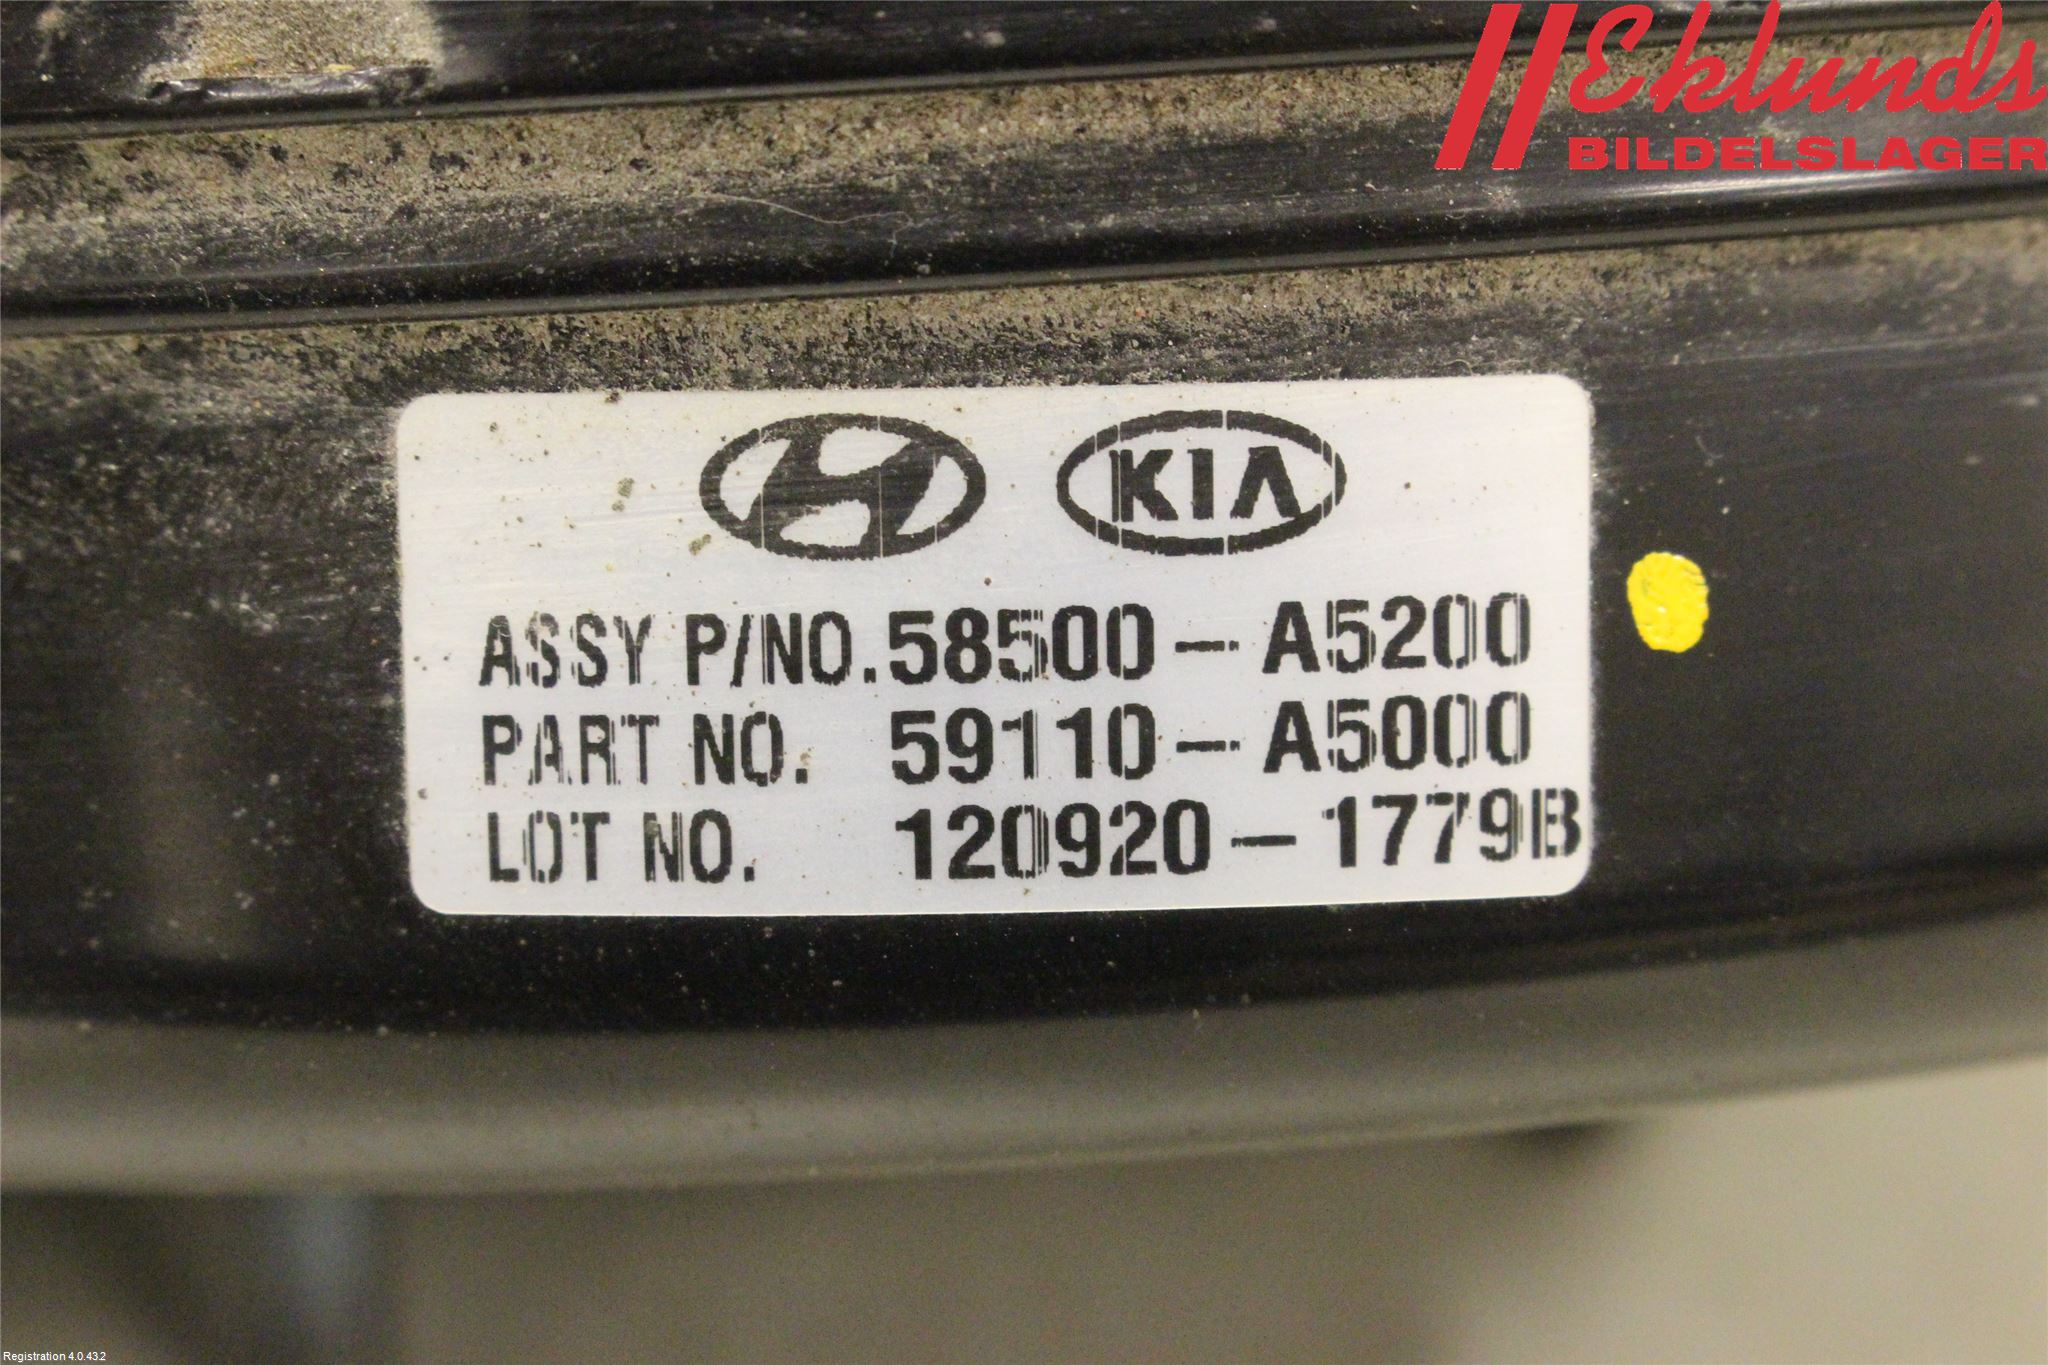 Eklunds
BILDELSLAGER
KIA
ASSY P/NO.58500-A5200
PART NO. 59110-A5000
LOT NO. 120920-1779B
Registration 4.0.43.2